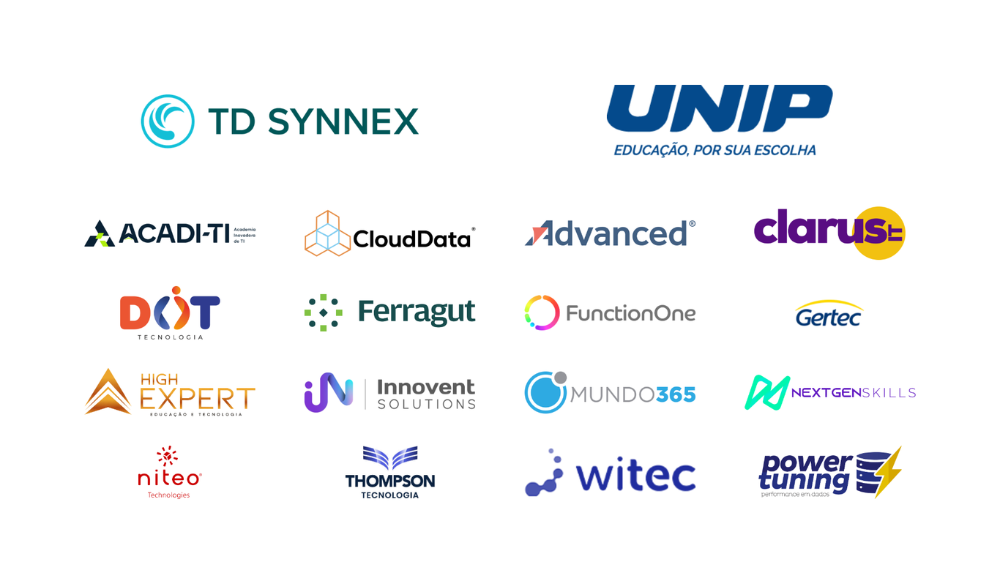 TD SYNNEX
UNIP
EDUCAÇÃO, POR SUA ESCOLHA
ACADI-TI
Academia
Inovadora
de TI
CloudData®
Advanced®
clarus IT
DOT
TECNOLOGIA
Ferragut
FunctionOne
Gertec
HIGH
EXPERT
EDUCAÇÃO E TECNOLOGIA
iN
Innovent
SOLUTIONS
MUNDO365
NEXTGENSKILLS
niteo®
Technologies
THOMPSON
TECNOLOGIA
witec
power
tuning
performance em dados